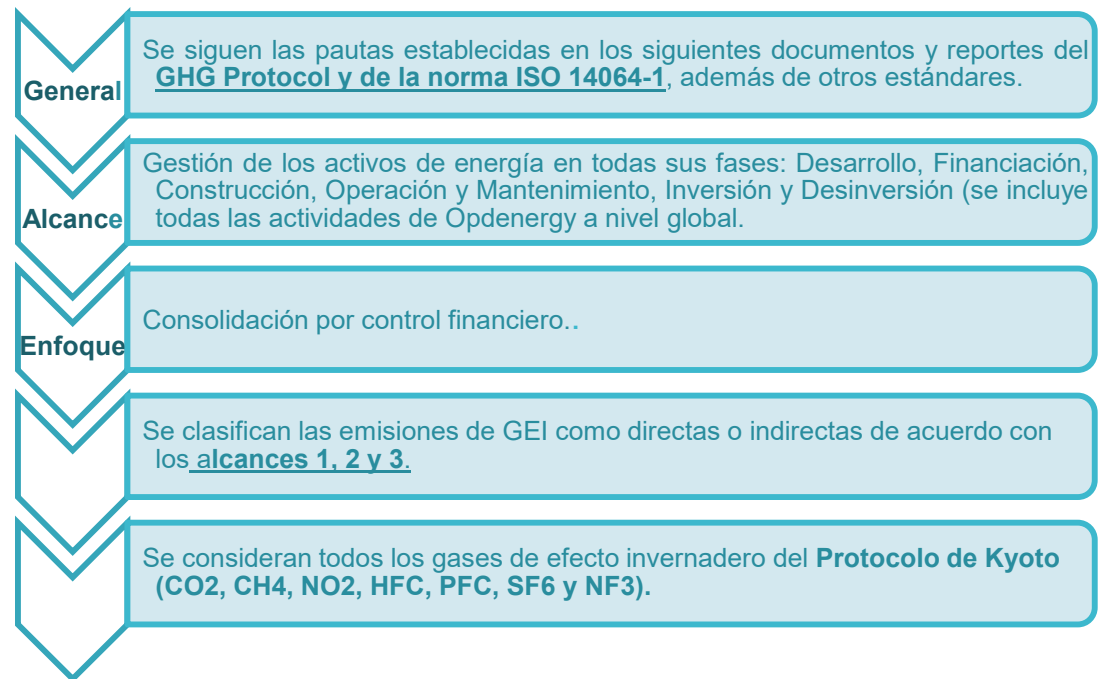 General
Se siguen las pautas establecidas en los siguientes documentos y reportes del
GHG Protocol y de la norma ISO 14064-1, además de otros estándares.
Alcance
Gestión de los activos de energía en todas sus fases: Desarrollo, Financiación,
Construcción, Operación y Mantenimiento, Inversión y Desinversión (se incluye
todas las actividades de Opdenergy a nivel global.
Enfoque
Consolidación por control financiero..
Se clasifican las emisiones de GEI como directas o indirectas de acuerdo con
los alcances 1, 2 y 3.
Se consideran todos los gases de efecto invernadero del Protocolo de Kyoto
(CO2, CH4, NO2, HFC, PFC, SF6 y NF3).